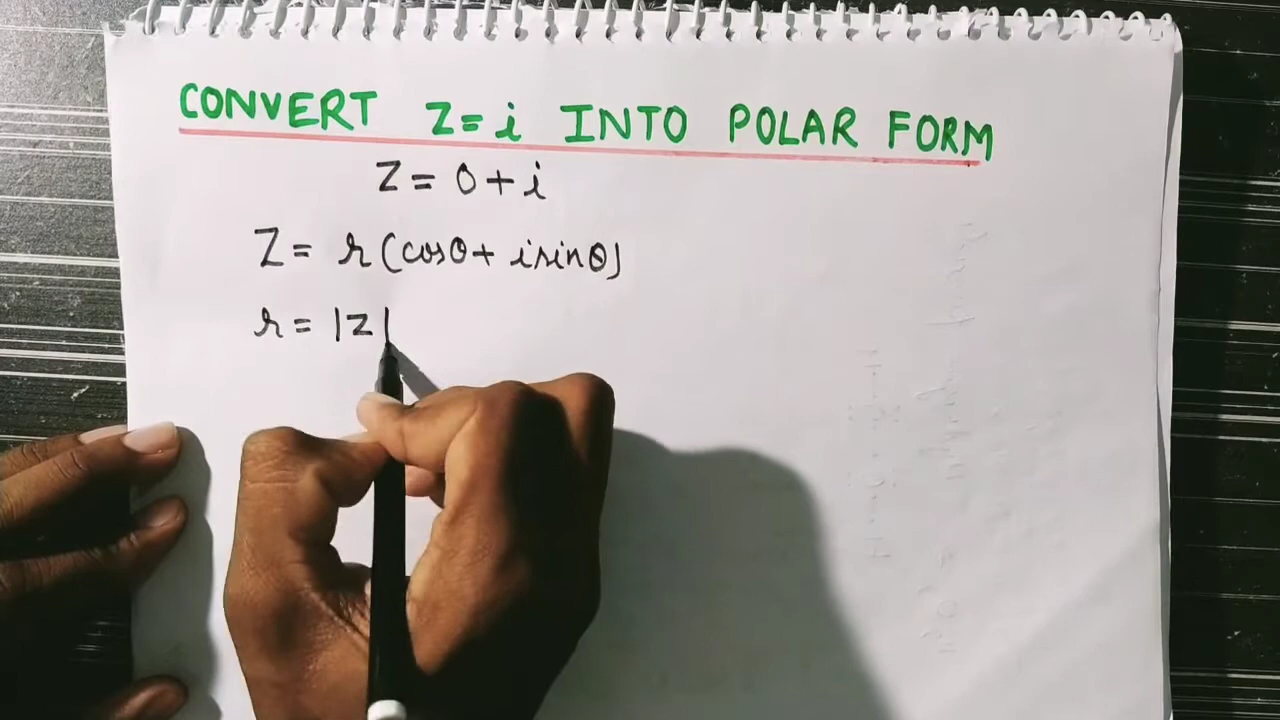 CONVERT Z=i INTO POLAR FORM
Z = 0 + i
Z = r(cosθ + isinθ)
r = |Z|